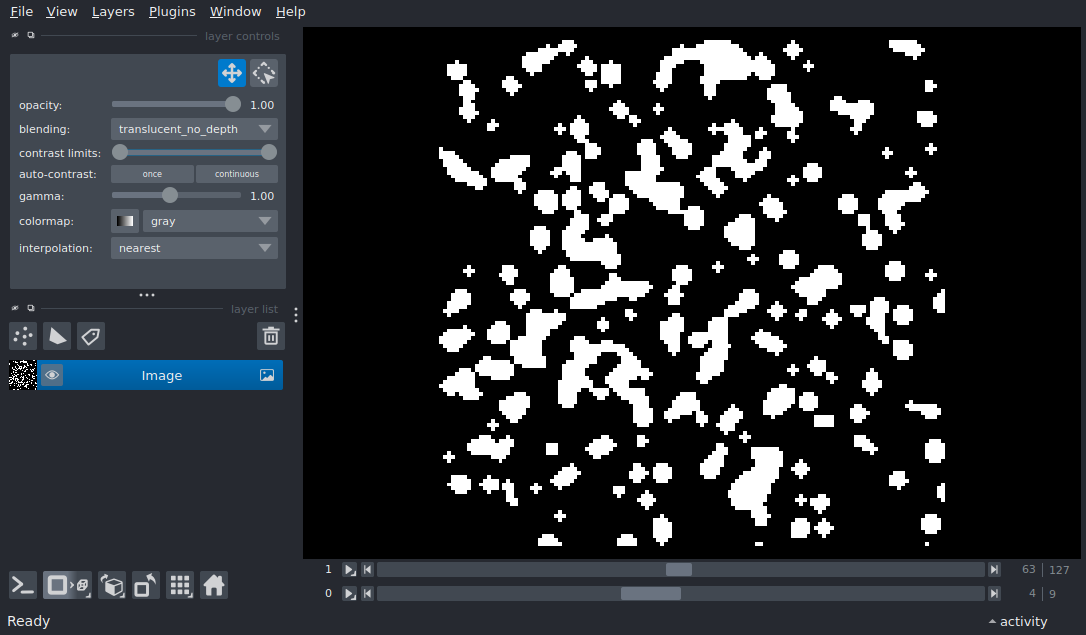 File View Layers Plugins Window Help
layer controls
opacity: 1.00
blending: translucent_no_depth
contrast limits:
auto-contrast: once continuous
gamma: 1.00
colormap: gray
interpolation: nearest
layer list
Image
1 63 127
0 4 9
Ready activity